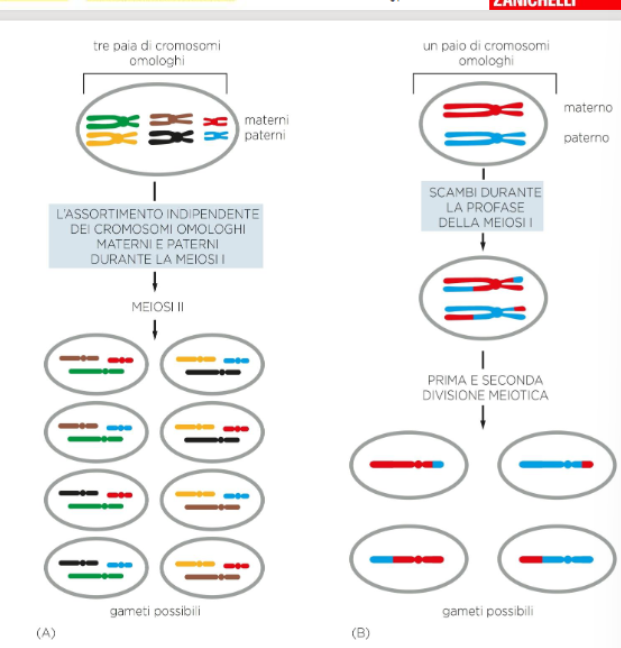 ZANICHELLI
tre paia di cromosomi
omologhi
materni
paterni
L'ASSORTIMENTO INDIPENDENTE
DEI CROMOSOMI OMOLOGHI
MATERNI E PATERNI
DURANTE LA MEIOSI I
MEIOSI II
gameti possibili
(A)
un paio di cromosomi
omologhi
materno
paterno
SCAMBI DURANTE
LA PROFASE
DELLA MEIOSI I
PRIMA E SECONDA
DIVISIONE MEIOTICA
gameti possibili
(B)